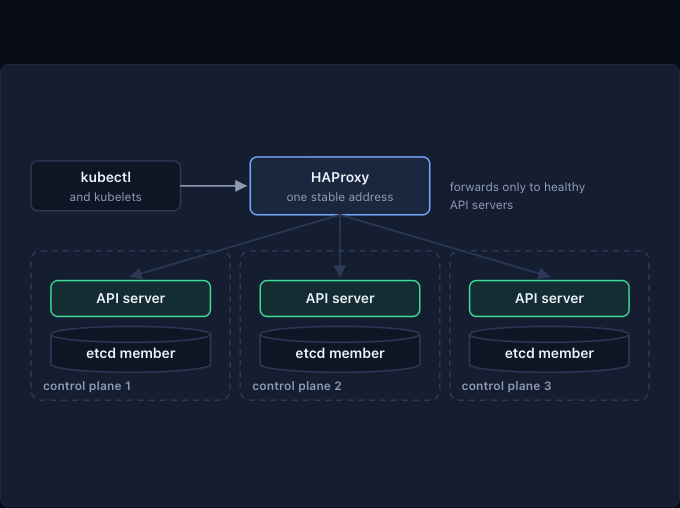 kubectl
and kubelets
HAProxy
one stable address
forwards only to healthy
API servers
API server
etcd member
control plane 1
API server
etcd member
control plane 2
API server
etcd member
control plane 3